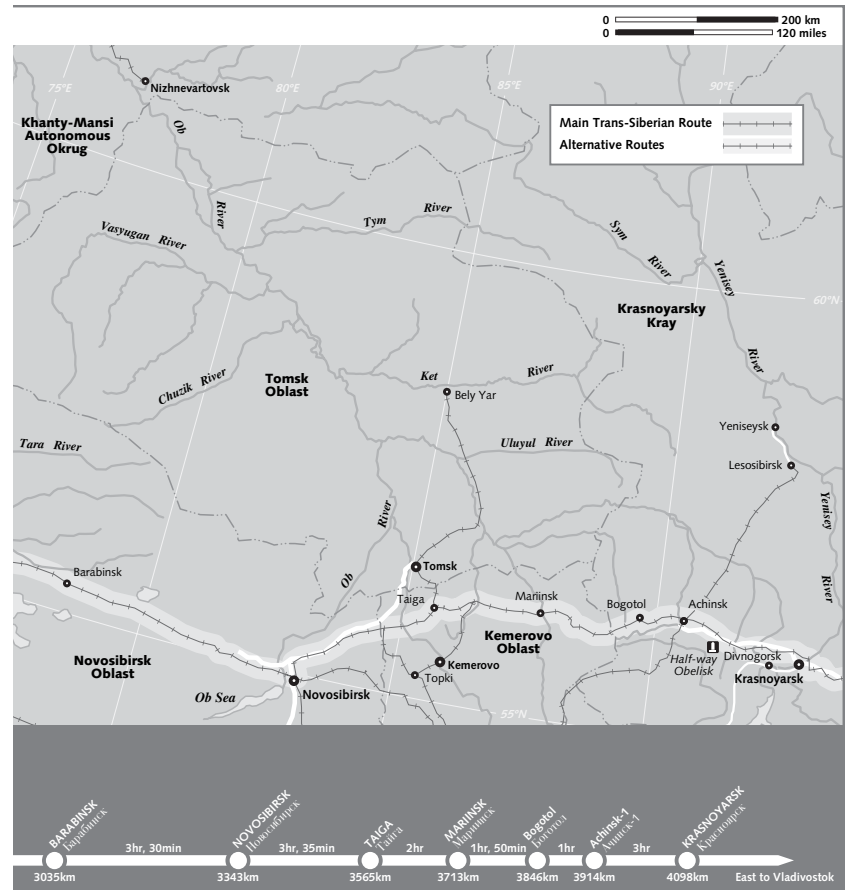 0 200 km
0 120 miles
75°E
80°E
85°E
90°E
Nizhnevartovsk
Khanty-Mansi
Autonomous
Okrug
Main Trans-Siberian Route
Alternative Routes
Ob
River
Vasyugan River
Tym River
Sym River
Yenisey
River
60°N
Krasnoyarsky
Kray
Chuzik River
Tomsk
Oblast
Ket River
Bely Yar
Yeniseysk
Tara River
Uluyul River
Lesosibirsk
Yenisey
River
Ob River
Tomsk
Barabinsk
Taiga
Mariinsk
Bogotol
Achinsk
Novosibirsk
Oblast
Kemerovo
Oblast
Kemerovo
Topki
Half-way
Obelisk
Divnogorsk
Krasnoyarsk
Ob Sea
Novosibirsk
55°N
BARABINSK
Барабинск
NOVOSIBIRSK
Новосибирск
TAIGA
Тайга
MARIINSK
Мариинск
Bogotol
Боготол
Achinsk-1
Ачинск-1
KRASNOYARSK
Красноярск
3hr, 30min
3hr, 35min
2hr
1hr, 50min
1hr
3hr
3035km
3343km
3565km
3713km
3846km
3914km
4098km
East to Vladivostok